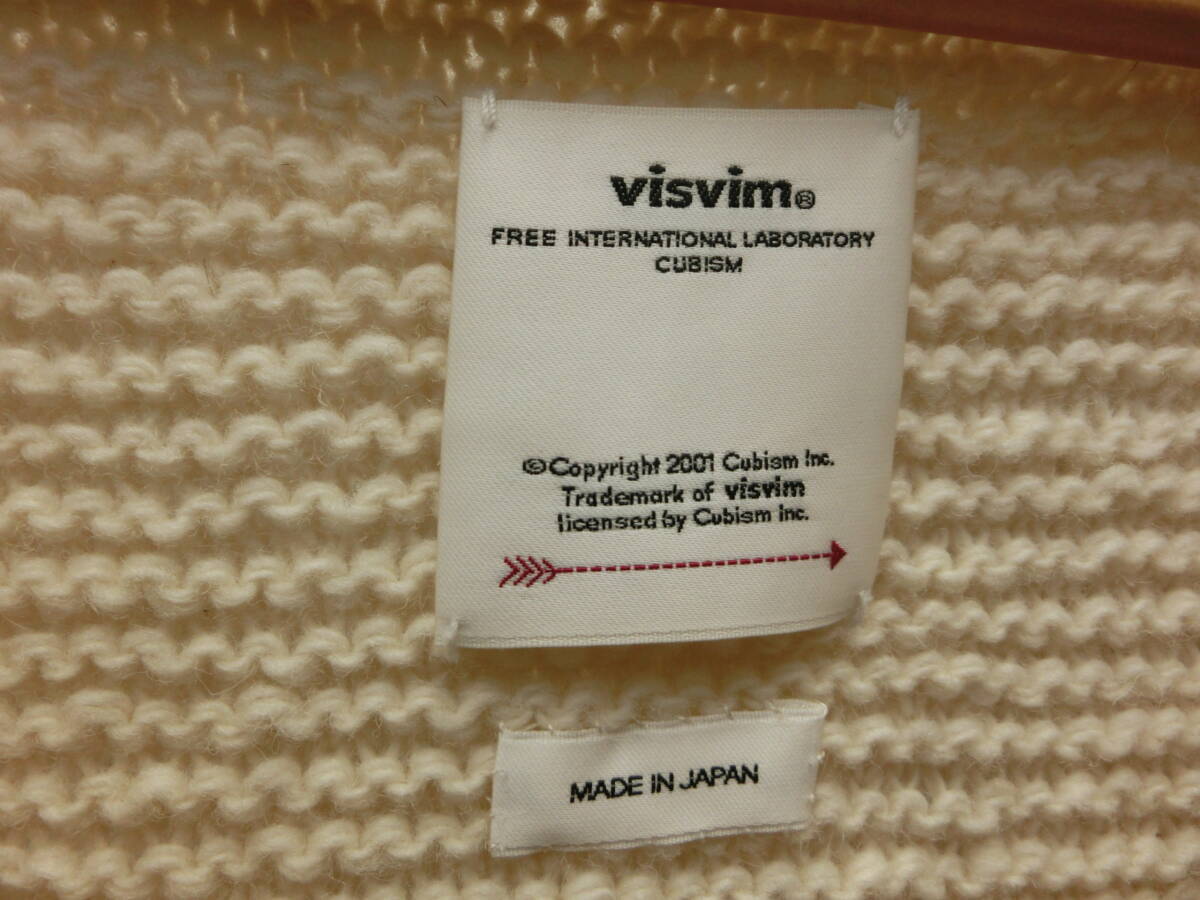 visvim®
FREE INTERNATIONAL LABORATORY
CUBISM
©Copyright 2001 Cubism Inc.
Trademark of visvim
licensed by Cubism Inc.
MADE IN JAPAN